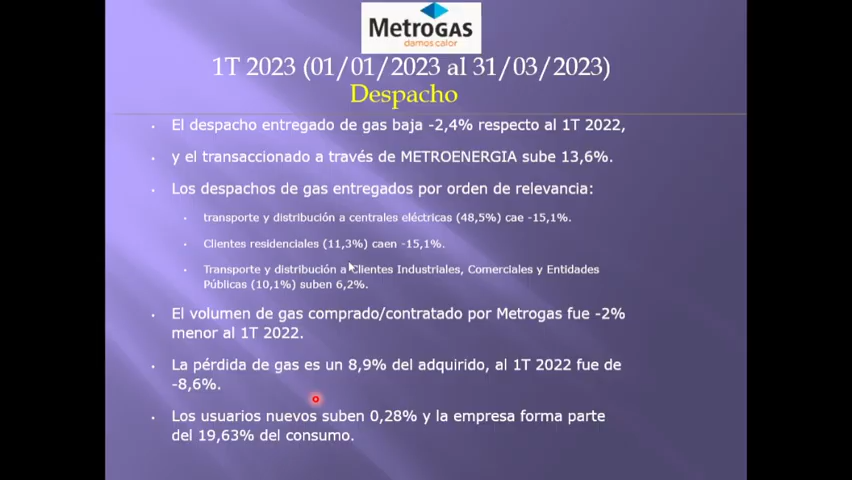 MetroGAS
damos calor
1T 2023 (01/01/2023 al 31/03/2023)
Despacho
El despacho entregado de gas baja -2,4% respecto al 1T 2022,
y el transaccionado a través de METROENERGIA sube 13,6%.
Los despachos de gas entregados por orden de relevancia:
transporte y distribución a centrales eléctricas (48,5%) cae -15,1%.
Clientes residenciales (11,3%) caen -15,1%.
Transporte y distribución a Clientes Industriales, Comerciales y Entidades
Públicas (10,1%) suben 6,2%.
El volumen de gas comprado/contratado por Metrogas fue -2%
menor al 1T 2022.
La pérdida de gas es un 8,9% del adquirido, al 1T 2022 fue de
-8,6%.
Los usuarios nuevos suben 0,28% y la empresa forma parte
del 19,63% del consumo.